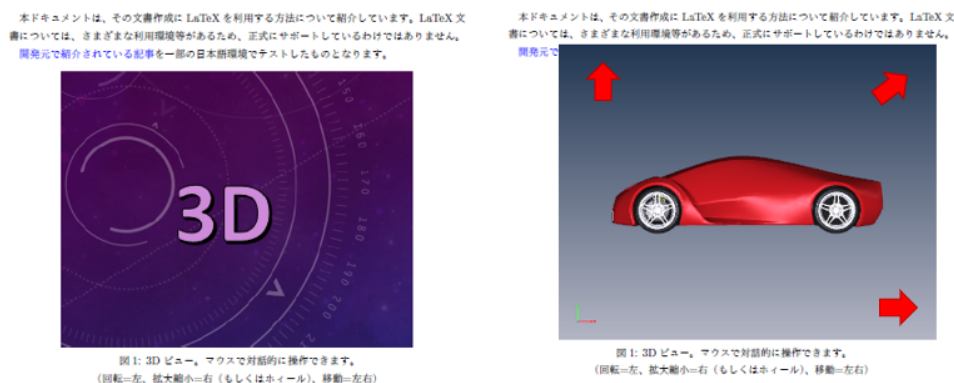 本ドキュメントは、その文書作成に LaTeX を利用する方法について紹介しています。LaTeX 文
書については、さまざまな利用環境等があるため、正式にサポートしているわけではありません。
開発元で紹介されている記事を一部の日本語環境でテストしたものとなります。
3D
150
160
170
180
190
200
図 1: 3D ビュー。マウスで対話的に操作できます。
（回転=左、拡大縮小=右（もしくはホィール）、移動=左右）
本ドキュメントは、その文書作成に LaTeX を利用する方法について紹介しています。LaTeX 文
書については、さまざまな利用環境等があるため、正式にサポートしているわけではありません。
開発元で
図 1: 3D ビュー。マウスで対話的に操作できます。
（回転=左、拡大縮小=右（もしくはホィール）、移動=左右）